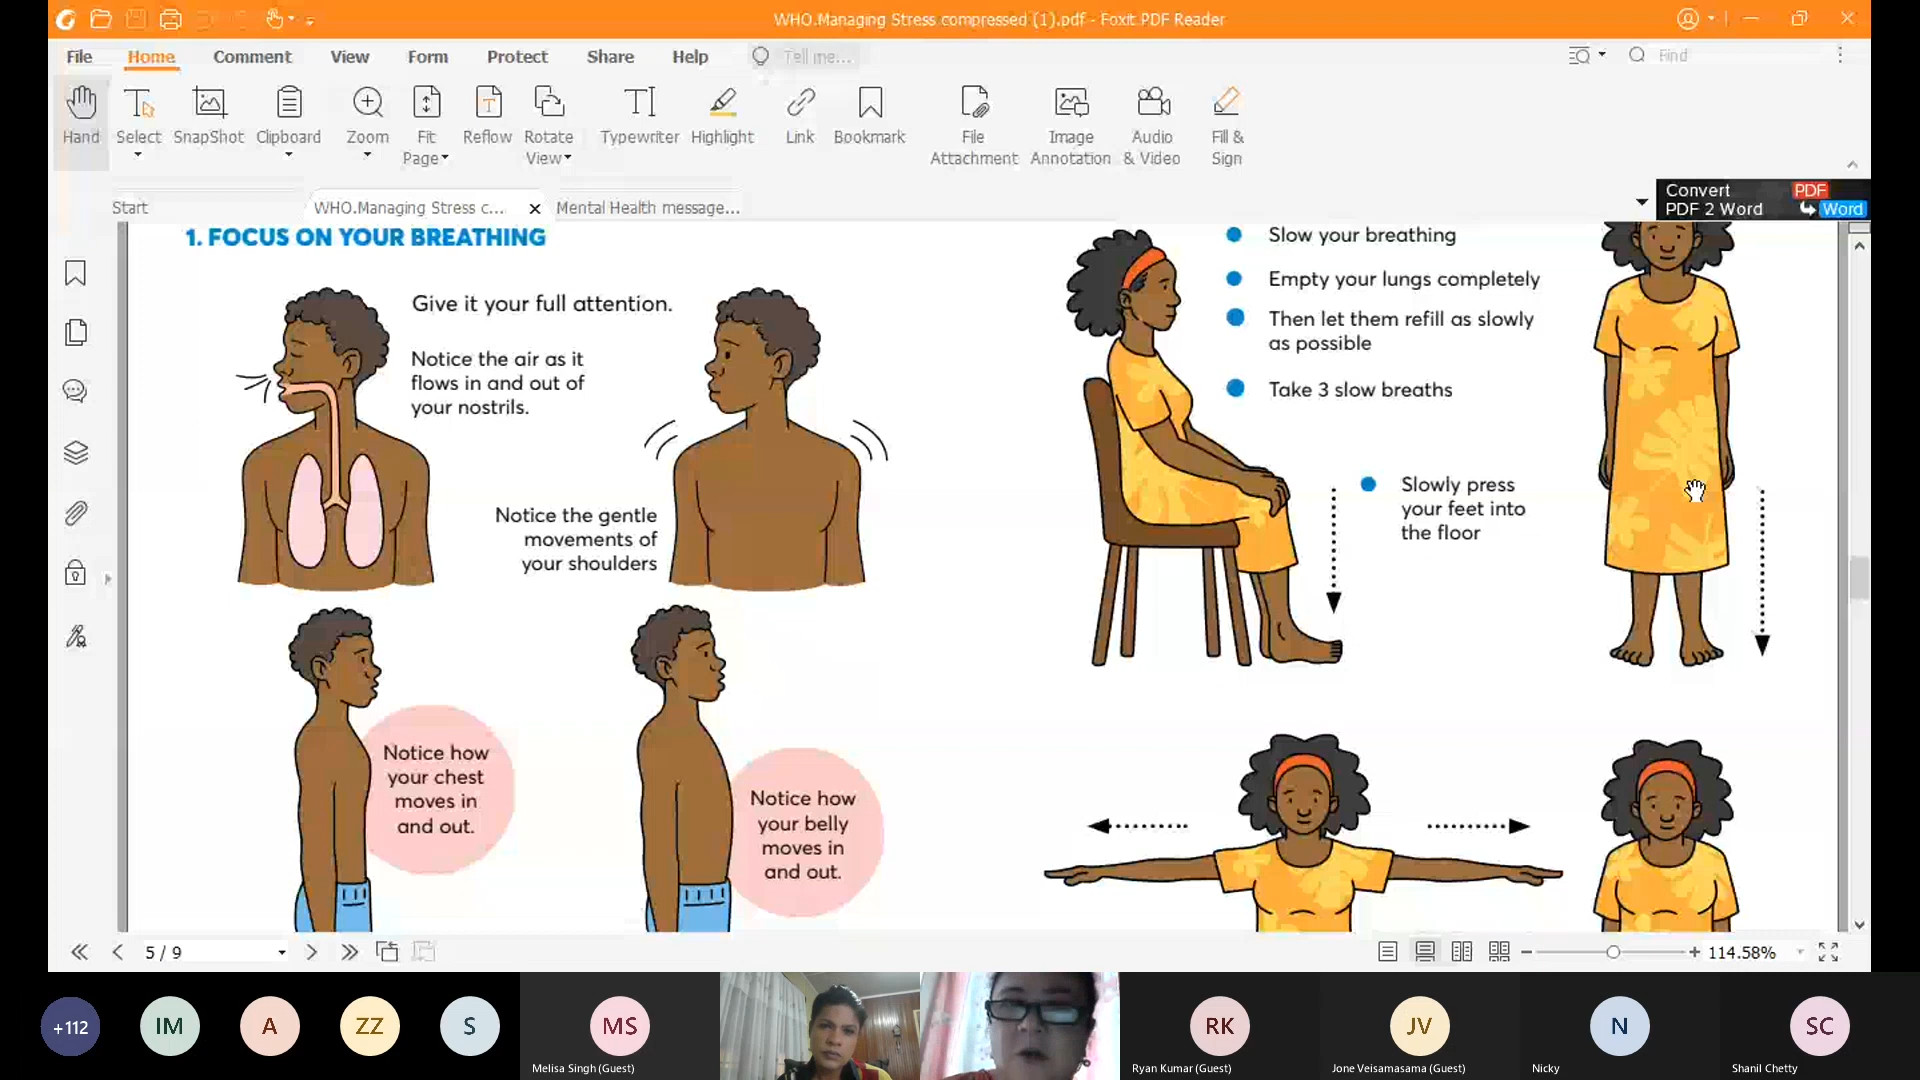 WHO.Managing Stress compressed (1).pdf - Foxit PDF Reader
File Home Comment View Form Protect Share Help Tell me... Find
Hand
Select
SnapShot
Clipboard
Zoom
Fit
Page
Reflow
Rotate
View
Typewriter
Highlight
Link
Bookmark
File
Attachment
Image
Annotation
Audio
& Video
Fill &
Sign
Start
WHO.Managing Stress c...
Mental Health message...
Convert PDF
PDF 2 Word Word
1. FOCUS ON YOUR BREATHING
Give it your full attention.
Notice the air as it
flows in and out of
your nostrils.
Notice the gentle
movements of
your shoulders
Notice how
your chest
moves in
and out.
Notice how
your belly
moves in
and out.
Slow your breathing
Empty your lungs completely
Then let them refill as slowly
as possible
Take 3 slow breaths
Slowly press
your feet into
the floor
5 / 9
114.58%
+112
IM
A
ZZ
S
MS
Melisa Singh (Guest)
RK
Ryan Kumar (Guest)
JV
Jone Veisamasama (Guest)
N
Nicky
SC
Shanil Chetty